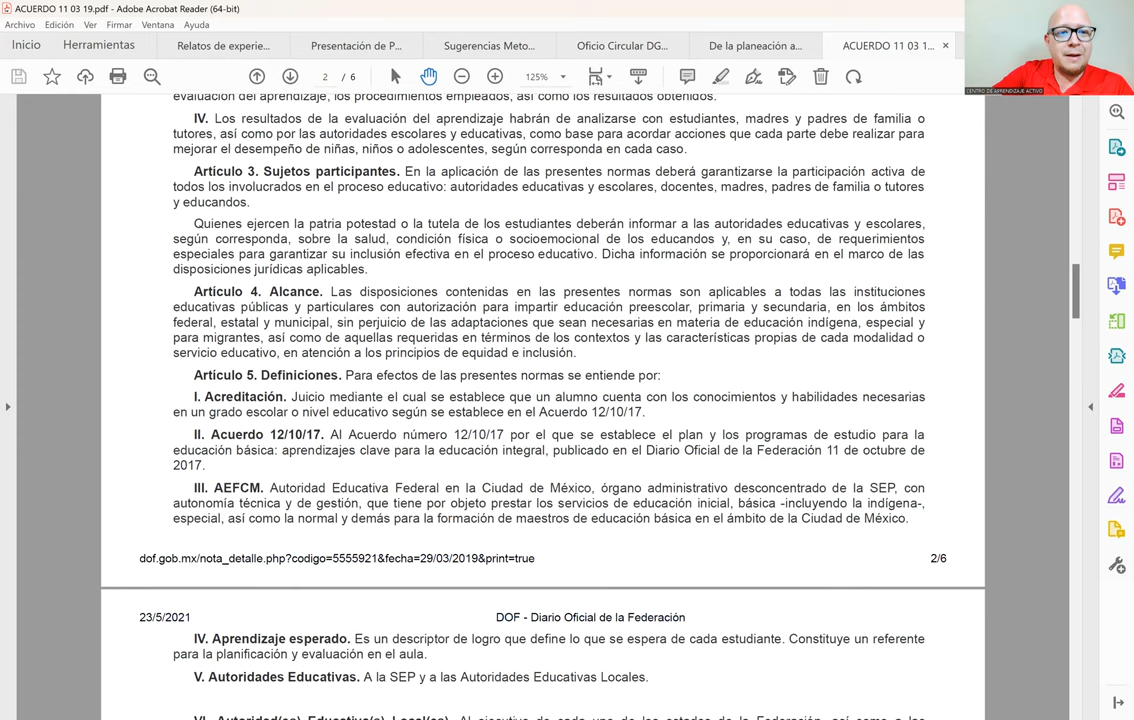 ACUERDO 11 03 19.pdf - Adobe Acrobat Reader (64-bit)
Archivo Edición Ver Firmar Ventana Ayuda
Inicio Herramientas Relatos de experie... Presentación de P... Sugerencias Meto... Oficio Circular DG... De la planeación a... ACUERDO 11 03 1... ×
2 / 6 125%
CENTRO DE APRENDIZAJE ACTIVO
evaluación del aprendizaje, los procedimientos empleados, así como los resultados obtenidos.
IV. Los resultados de la evaluación del aprendizaje habrán de analizarse con estudiantes, madres y padres de familia o
tutores, así como por las autoridades escolares y educativas, como base para acordar acciones que cada parte debe realizar para
mejorar el desempeño de niñas, niños o adolescentes, según corresponda en cada caso.
Artículo 3. Sujetos participantes. En la aplicación de las presentes normas deberá garantizarse la participación activa de
todos los involucrados en el proceso educativo: autoridades educativas y escolares, docentes, madres, padres de familia o tutores
y educandos.
Quienes ejercen la patria potestad o la tutela de los estudiantes deberán informar a las autoridades educativas y escolares,
según corresponda, sobre la salud, condición física o socioemocional de los educandos y, en su caso, de requerimientos
especiales para garantizar su inclusión efectiva en el proceso educativo. Dicha información se proporcionará en el marco de las
disposiciones jurídicas aplicables.
Artículo 4. Alcance. Las disposiciones contenidas en las presentes normas son aplicables a todas las instituciones
educativas públicas y particulares con autorización para impartir educación preescolar, primaria y secundaria, en los ámbitos
federal, estatal y municipal, sin perjuicio de las adaptaciones que sean necesarias en materia de educación indígena, especial y
para migrantes, así como de aquellas requeridas en términos de los contextos y las características propias de cada modalidad o
servicio educativo, en atención a los principios de equidad e inclusión.
Artículo 5. Definiciones. Para efectos de las presentes normas se entiende por:
I. Acreditación. Juicio mediante el cual se establece que un alumno cuenta con los conocimientos y habilidades necesarias
en un grado escolar o nivel educativo según se establece en el Acuerdo 12/10/17.
II. Acuerdo 12/10/17. Al Acuerdo número 12/10/17 por el que se establece el plan y los programas de estudio para la
educación básica: aprendizajes clave para la educación integral, publicado en el Diario Oficial de la Federación 11 de octubre de
2017.
III. AEFCM. Autoridad Educativa Federal en la Ciudad de México, órgano administrativo desconcentrado de la SEP, con
autonomía técnica y de gestión, que tiene por objeto prestar los servicios de educación inicial, básica -incluyendo la indígena-,
especial, así como la normal y demás para la formación de maestros de educación básica en el ámbito de la Ciudad de México.
dof.gob.mx/nota_detalle.php?codigo=5555921&fecha=29/03/2019&print=true 2/6
23/5/2021 DOF - Diario Oficial de la Federación
IV. Aprendizaje esperado. Es un descriptor de logro que define lo que se espera de cada estudiante. Constituye un referente
para la planificación y evaluación en el aula.
V. Autoridades Educativas. A la SEP y a las Autoridades Educativas Locales.
VI. Autoridad(es) Educativa(s) Local(es). Al ejecutivo de cada uno de los estados de la Federación, así como a las